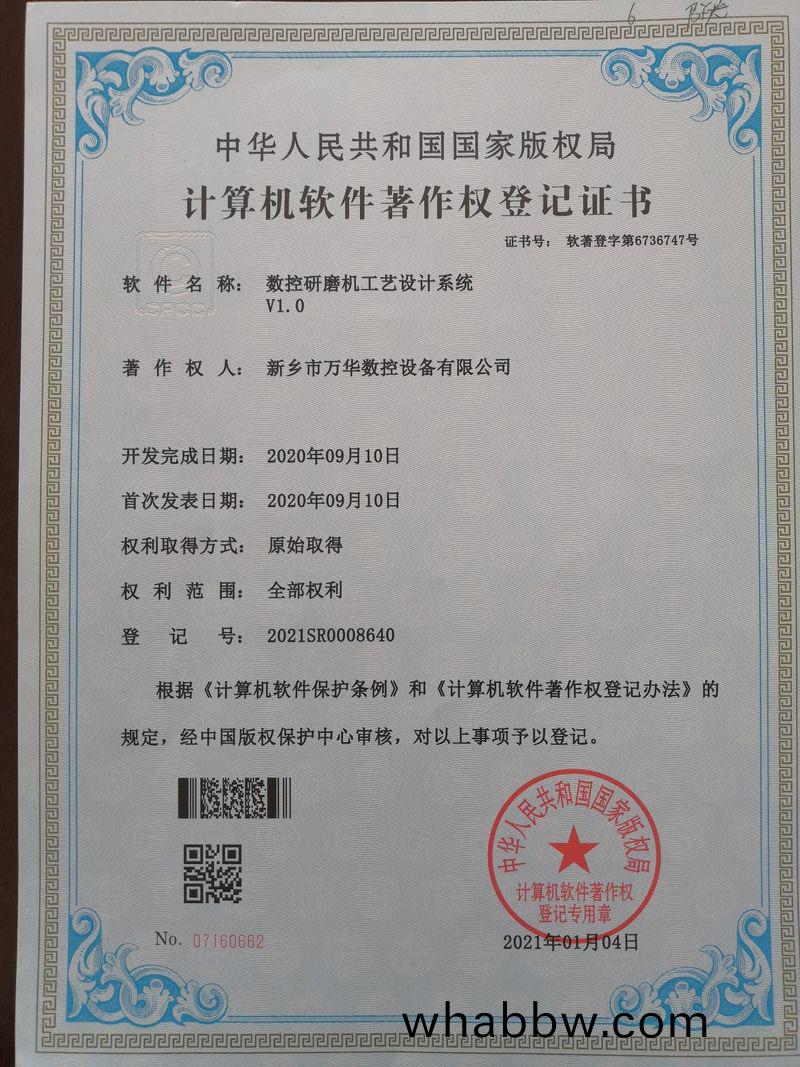 6
中华人民共和国国家版权局
计算机软件著作权登记证书
证书号： 软著登字第6736747号
软件名称： 数控研磨机工艺设计系统
V1.0
CPCC
著作权人： 新乡市万华数控设备有限公司
开发完成日期： 2020年09月10日
首次发表日期： 2020年09月10日
权利取得方式： 原始取得
权利范围： 全部权利
登记号： 2021SR0008640
根据《计算机软件保护条例》和《计算机软件著作权登记办法》的
规定，经中国版权保护中心审核，对以上事项予以登记。
中华人民共和国国家版权局
计算机软件著作权
登记专用章
No. 07160662
2021年01月04日
whabbw.com